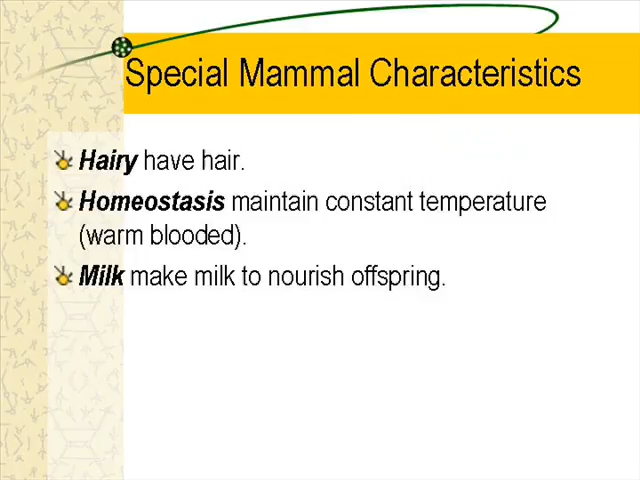 Special Mammal Characteristics
Hairy have hair.
Homeostasis maintain constant temperature
(warm blooded).
Milk make milk to nourish offspring.